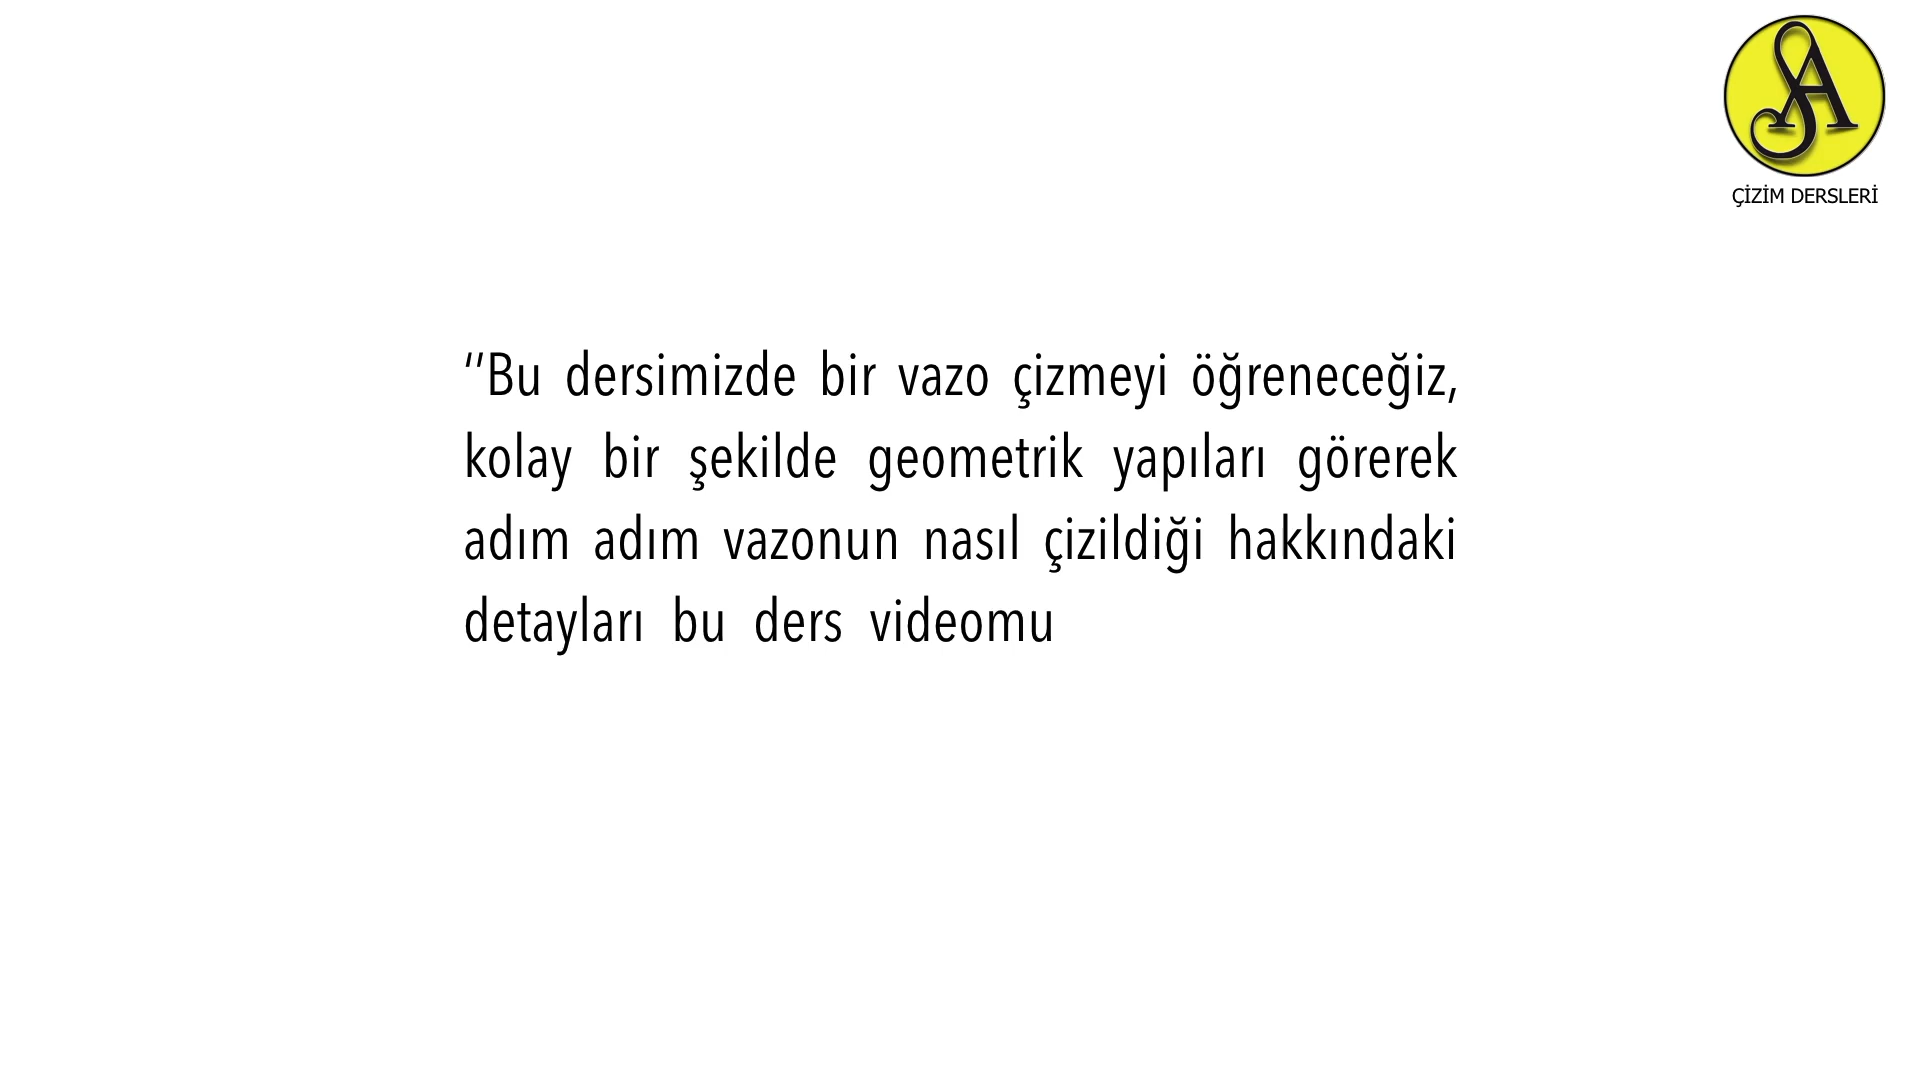 SA
ÇİZİM DERSLERİ
‘‘Bu dersimizde bir vazo çizmeyi öğreneceğiz,
kolay bir şekilde geometrik yapıları görerek
adım adım vazonun nasıl çizildiği hakkındaki
detayları bu ders videomu